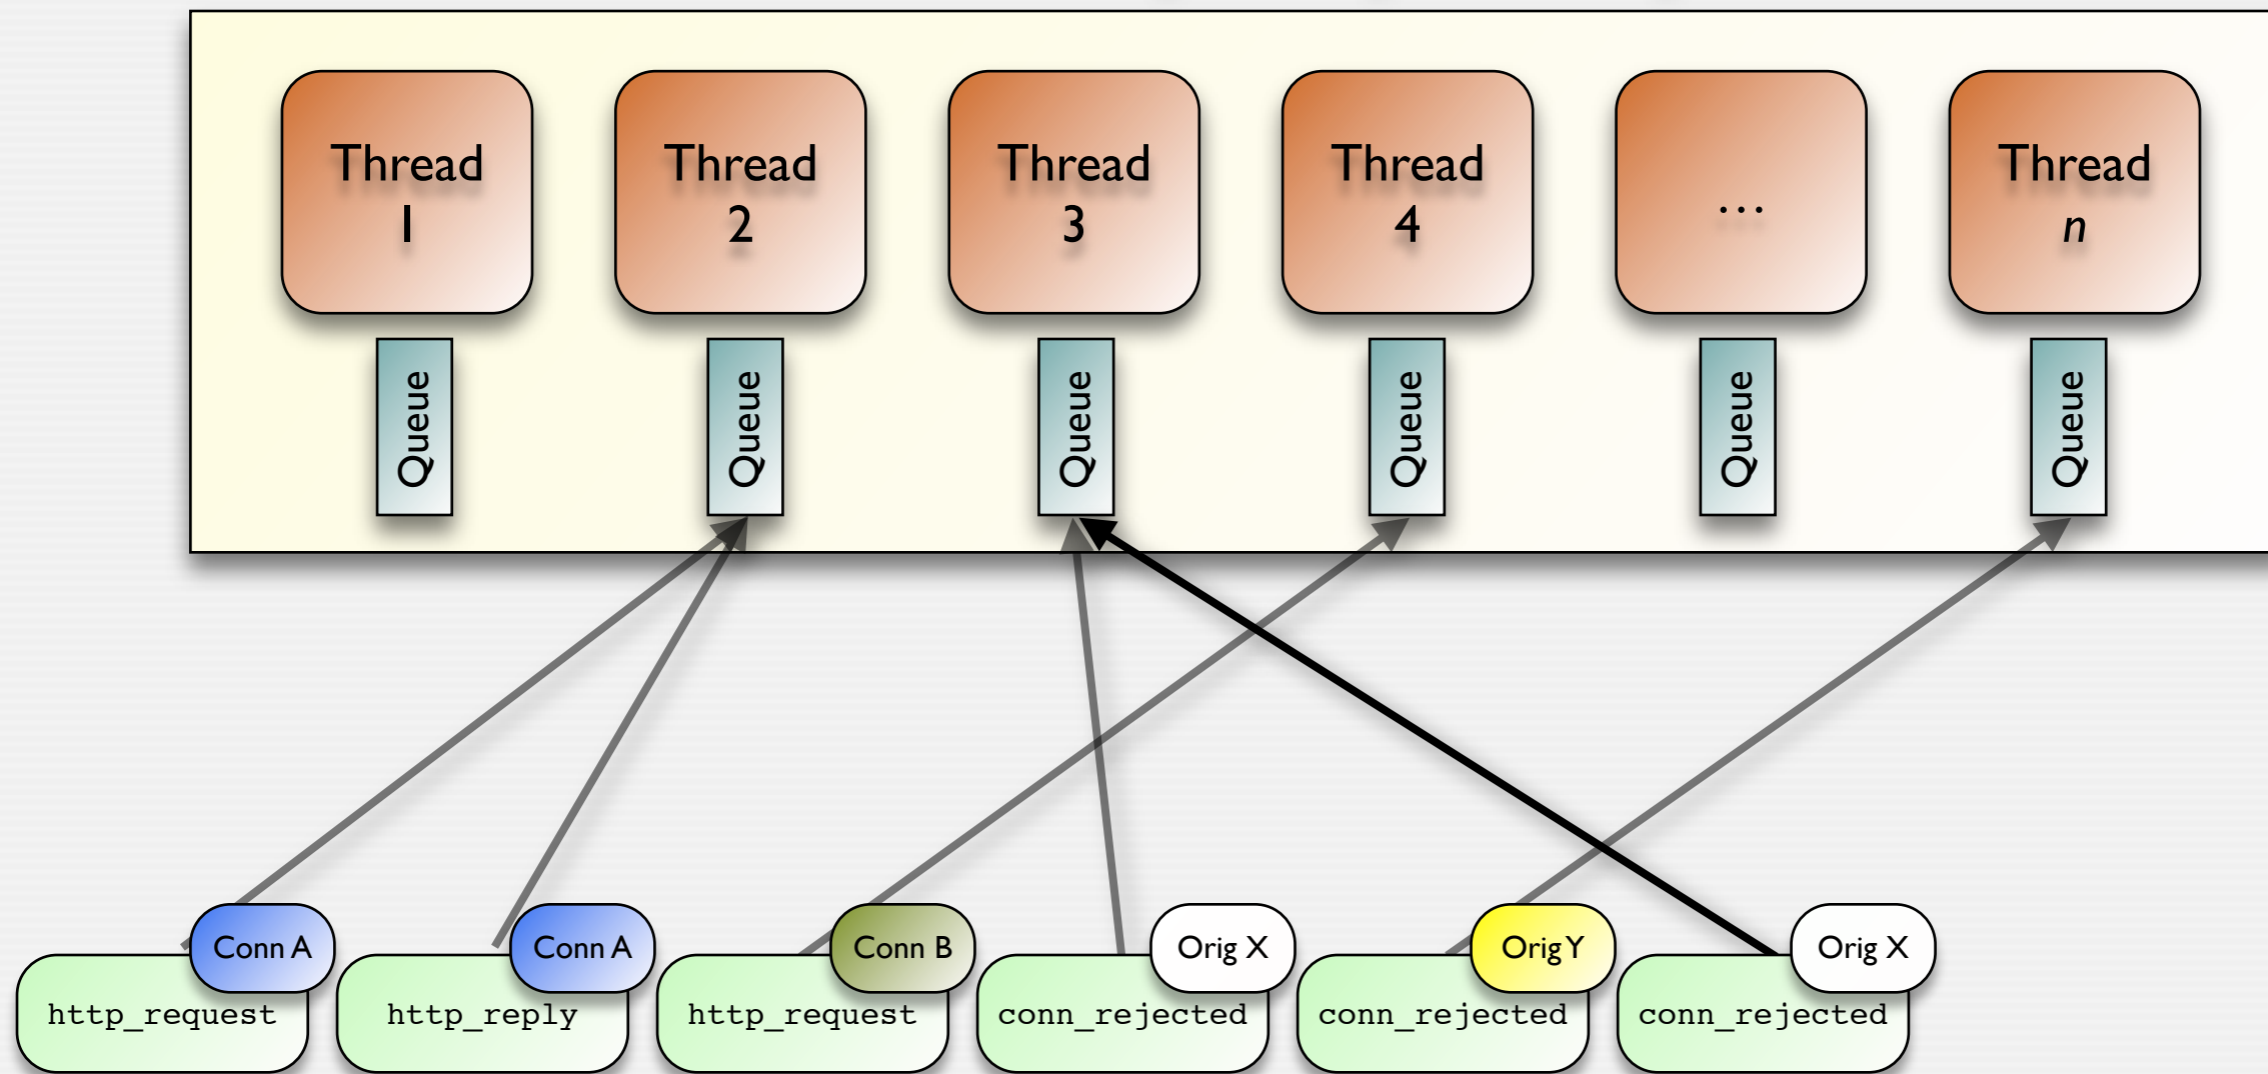 Thread
1
Thread
2
Thread
3
Thread
4
...
Thread
n
Queue
Queue
Queue
Queue
Queue
Queue
Conn A
http_request
Conn A
http_reply
Conn B
http_request
Orig X
conn_rejected
Orig Y
conn_rejected
Orig X
conn_rejected